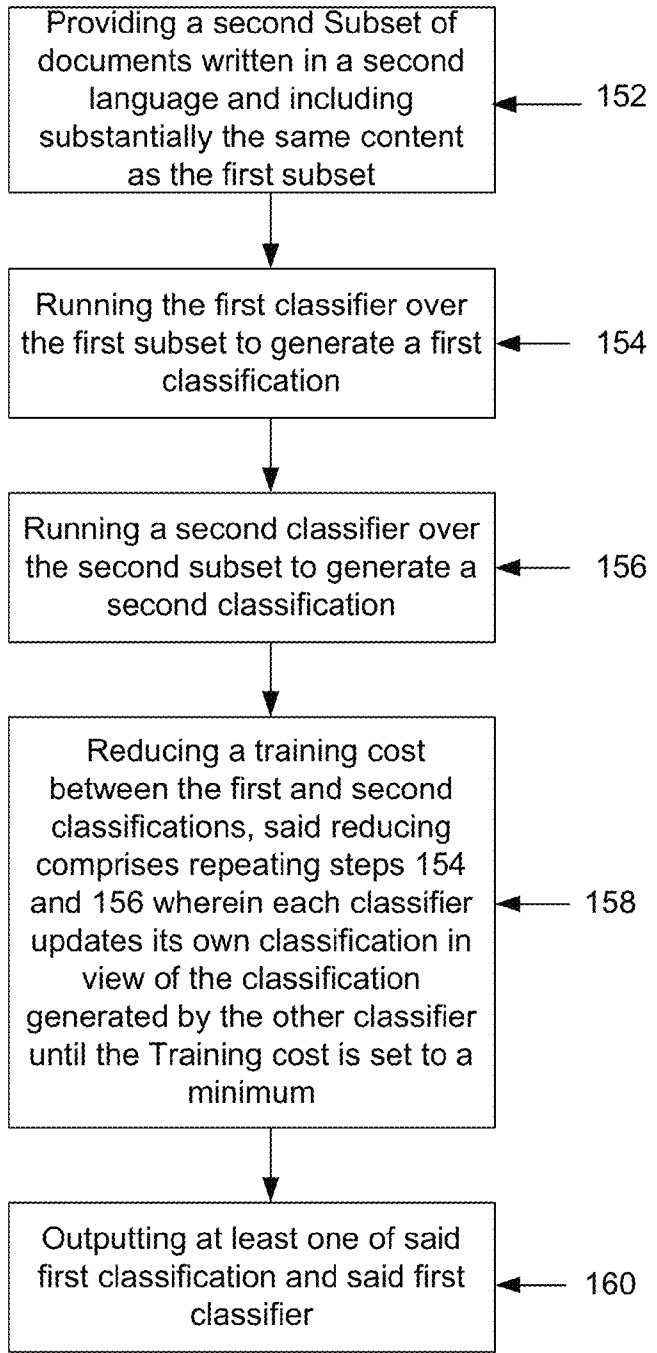 Providing a second Subset of
documents written in a second
language and including
substantially the same content
as the first subset
152
Running the first classifier over
the first subset to generate a first
classification
154
Running a second classifier over
the second subset to generate a
second classification
156
Reducing a training cost
between the first and second
classifications, said reducing
comprises repeating steps 154
and 156 wherein each classifier
updates its own classification in
view of the classification
generated by the other classifier
until the Training cost is set to a
minimum
158
Outputting at least one of said
first classification and said first
classifier
160